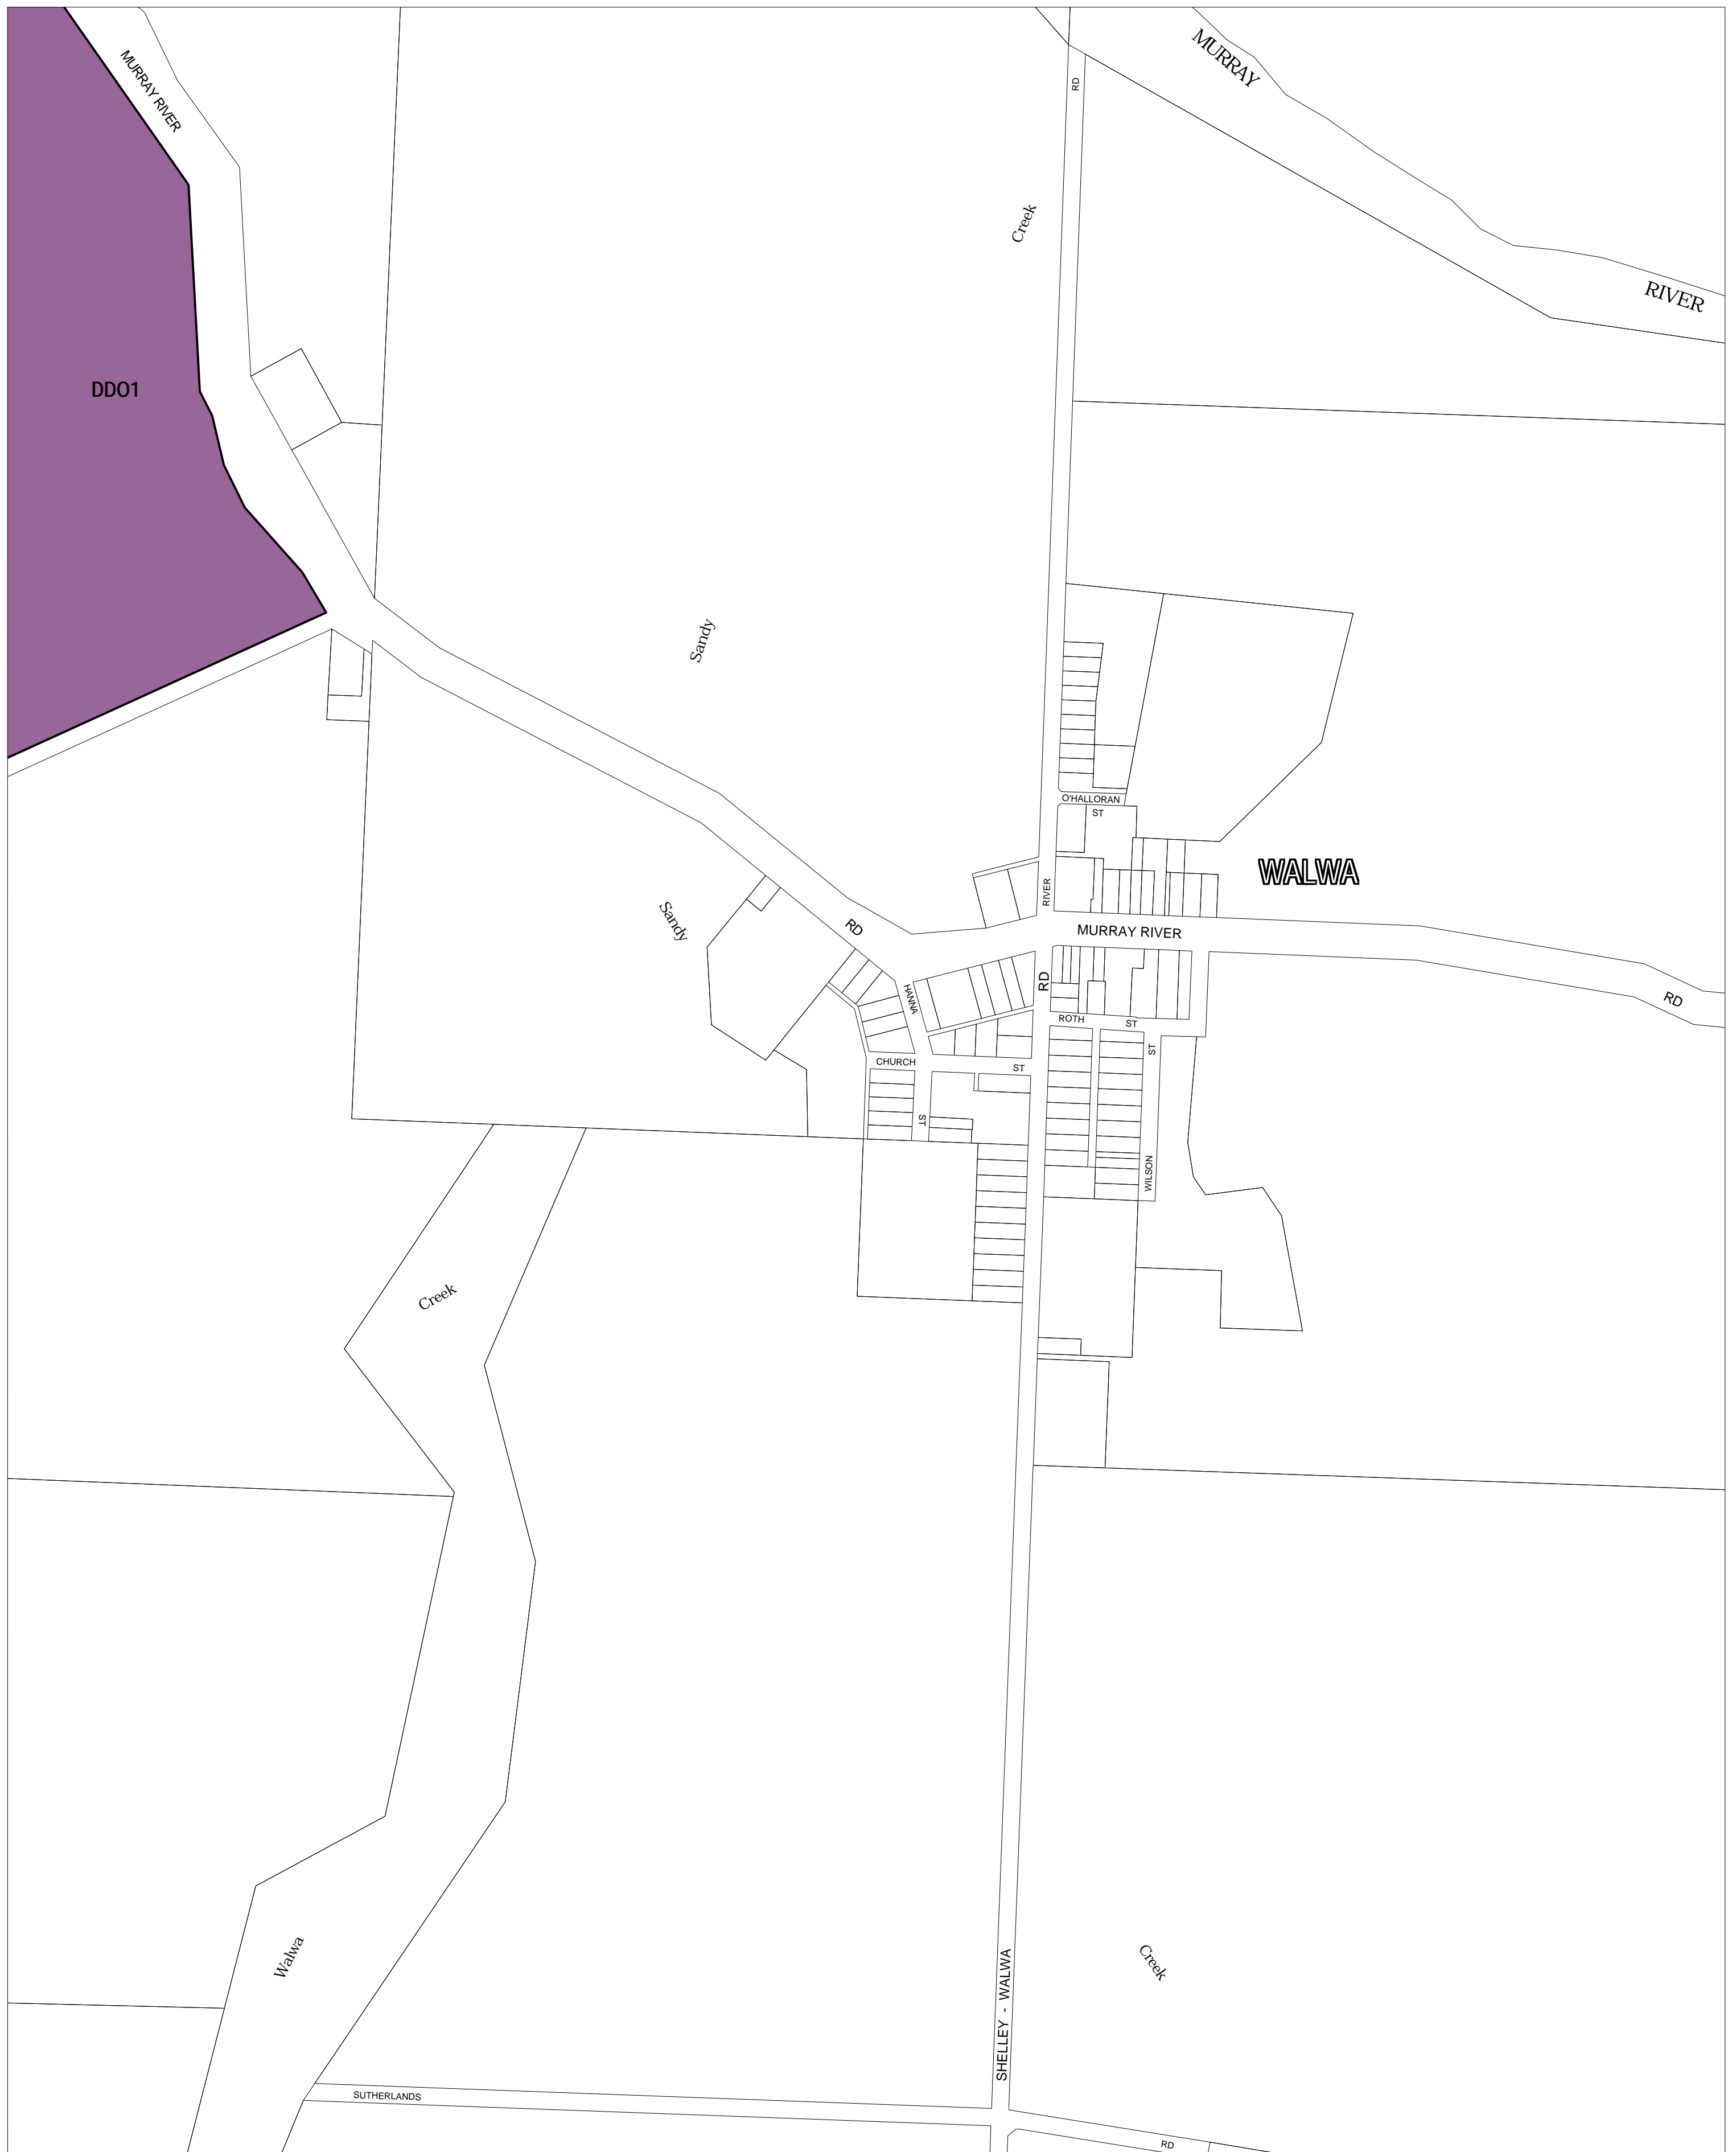 MURRAY RIVER
MURRAY
RD
RIVER
Creek
DDO1
Sandy
O'HALLORAN
ST
WALWA
RIVER
Sandy
RD
MURRAY RIVER
RD
RD
HANNA
ROTH ST
ST
CHURCH ST
ST
WILSON
Creek
Walwa
Creek
SHELLEY - WALWA
SUTHERLANDS
RD